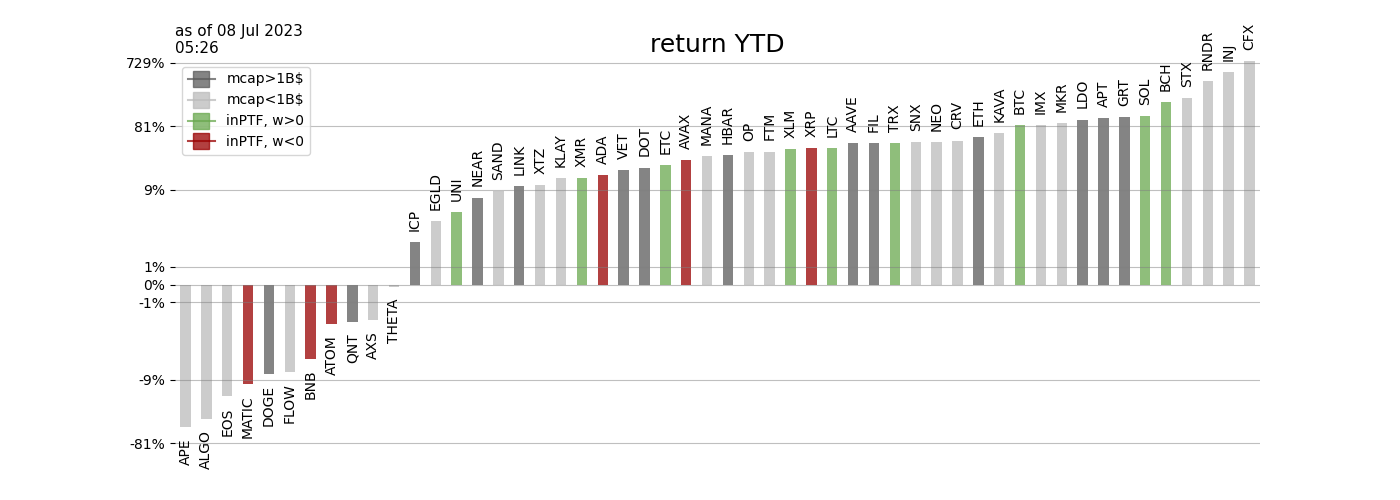 as of 08 Jul 2023
05:26
return YTD
729%
81%
9%
1%
0%
-1%
-9%
-81%
mcap>1B$
mcap<1B$
inPTF, w>0
inPTF, w<0
APE
ALGO
EOS
MATIC
DOGE
FLOW
BNB
ATOM
QNT
AXS
THETA
ICP
EGLD
UNI
NEAR
SAND
LINK
XTZ
KLAY
XMR
ADA
VET
DOT
ETC
AVAX
MANA
HBAR
OP
FTM
XLM
XRP
LTC
AAVE
FIL
TRX
SNX
NEO
CRV
ETH
KAVA
BTC
IMX
MKR
LDO
APT
GRT
SOL
BCH
STX
RNDR
INJ
CFX